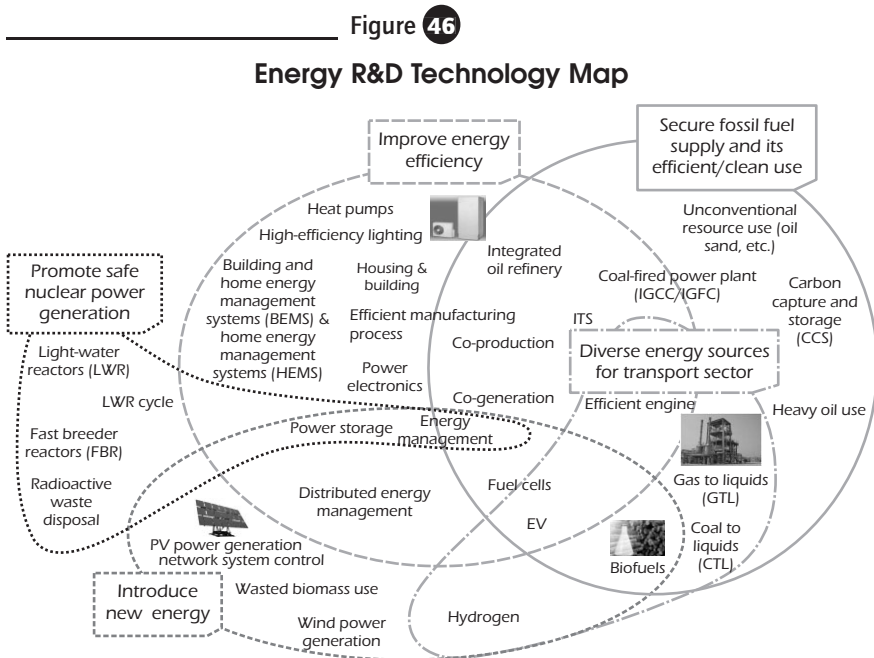 Figure 46
Energy R&D Technology Map
Improve energy
efficiency
Secure fossil fuel
supply and its
efficient/clean use
Heat pumps
High-efficiency lighting
Unconventional
resource use (oil
sand, etc.)
Integrated
oil refinery
Promote safe
nuclear power
generation
Building and
home energy
management
systems (BEMS) &
home energy
management
systems (HEMS)
Housing &
building
Coal-fired power plant
(IGCC/IGFC)
Carbon
capture and
storage
(CCS)
Efficient manufacturing
process
ITS
Co-production
Light-water
reactors (LWR)
Diverse energy sources
for transport sector
Power
electronics
LWR cycle
Co-generation
Efficient engine
Heavy oil use
Power storage
Energy
management
Fast breeder
reactors (FBR)
Radioactive
waste
disposal
Distributed energy
management
Fuel cells
Gas to liquids
(GTL)
EV
Coal to
liquids
(CTL)
PV power generation
network system control
Biofuels
Introduce
new energy
Wasted biomass use
Wind power
generation
Hydrogen